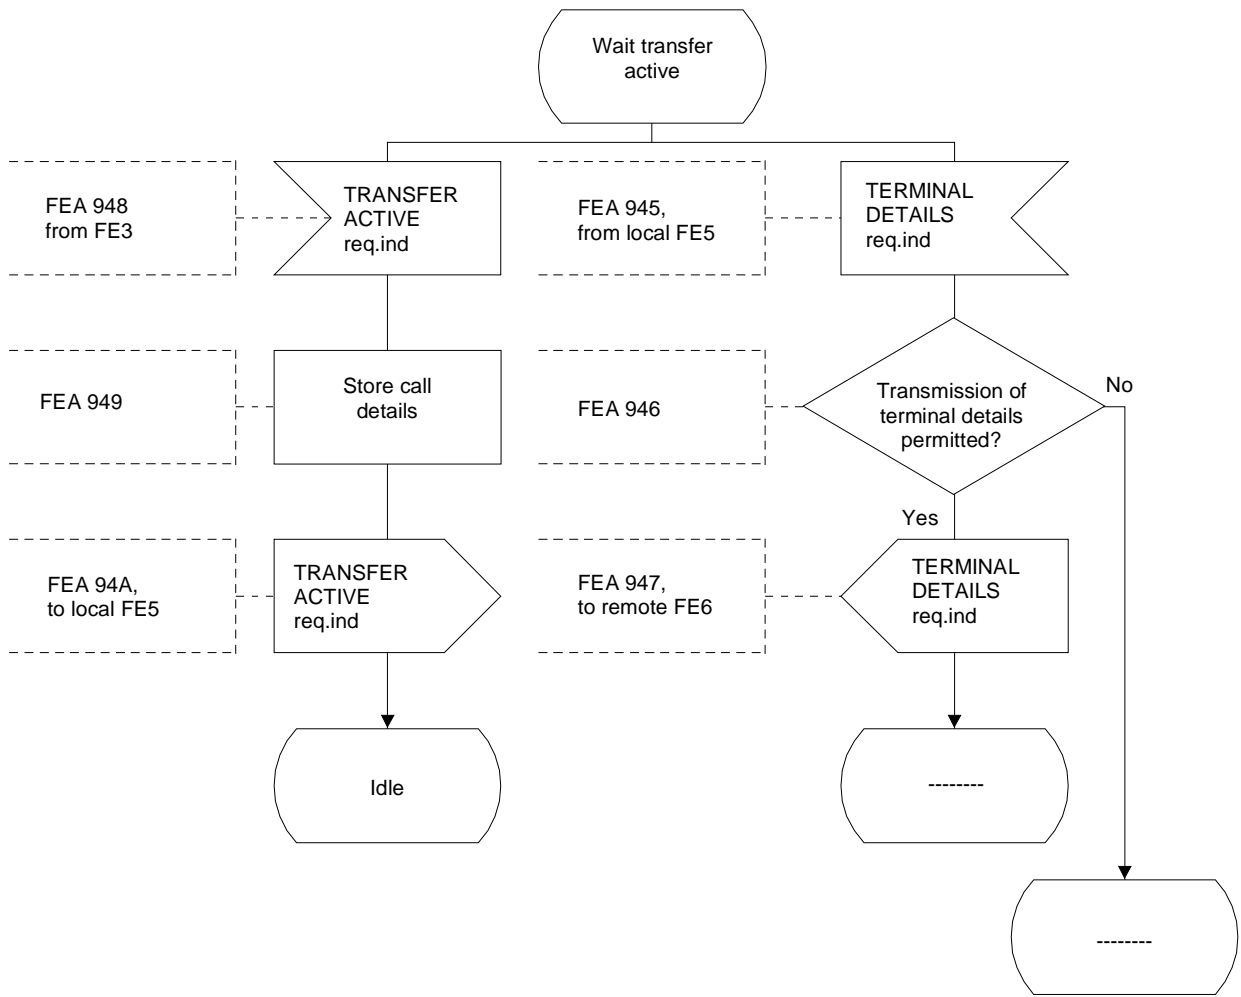 Wait transfer
active
FEA 948
from FE3
TRANSFER
ACTIVE
req.ind
FEA 945,
from local FE5
TERMINAL
DETAILS
req.ind
FEA 949
Store call
details
FEA 946
Transmission of
terminal details
permitted?
No
Yes
FEA 94A,
to local FE5
TRANSFER
ACTIVE
req.ind
FEA 947,
to remote FE6
TERMINAL
DETAILS
req.ind
Idle
--------
--------